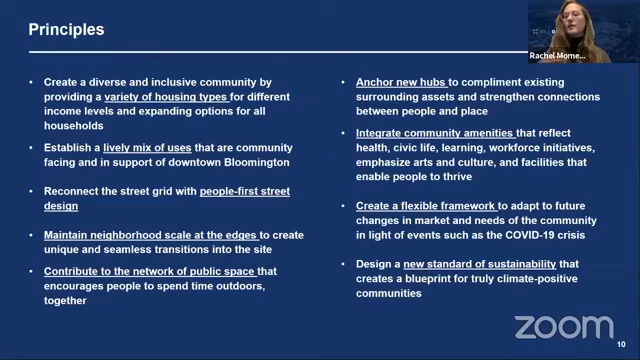 Principles
• Create a diverse and inclusive community by
providing a variety of housing types for different
income levels and expanding options for all
households
• Establish a lively mix of uses that are community
facing and in support of downtown Bloomington
• Reconnect the street grid with people-first street
design
• Maintain neighborhood scale at the edges to create
unique and seamless transitions into the site
• Contribute to the network of public space that
encourages people to spend time outdoors,
together
• Anchor new hubs to compliment existing
surrounding assets and strengthen connections
between people and place
• Integrate community amenities that reflect
health, civic life, learning, workforce initiatives,
emphasize arts and culture, and facilities that
enable people to thrive
• Create a flexible framework to adapt to future
changes in market and needs of the community
in light of events such as the COVID-19 crisis
• Design a new standard of sustainability that
creates a blueprint for truly climate-positive
communities
Rachel Mome...
zoom
10